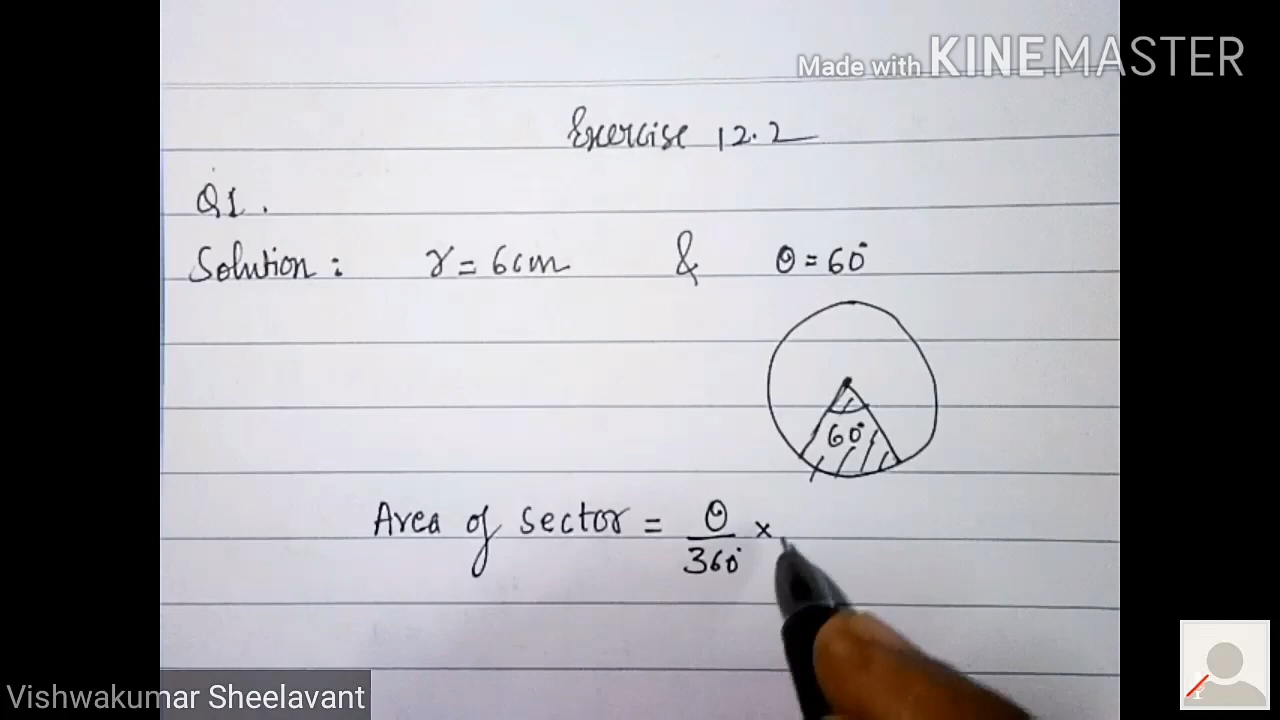 Made with KINEMASTER
Exercise 12.2
Q1.
Solution : r = 6cm & θ = 60°
60°
Area of sector = θ/360° ×
Vishwakumar Sheelavant